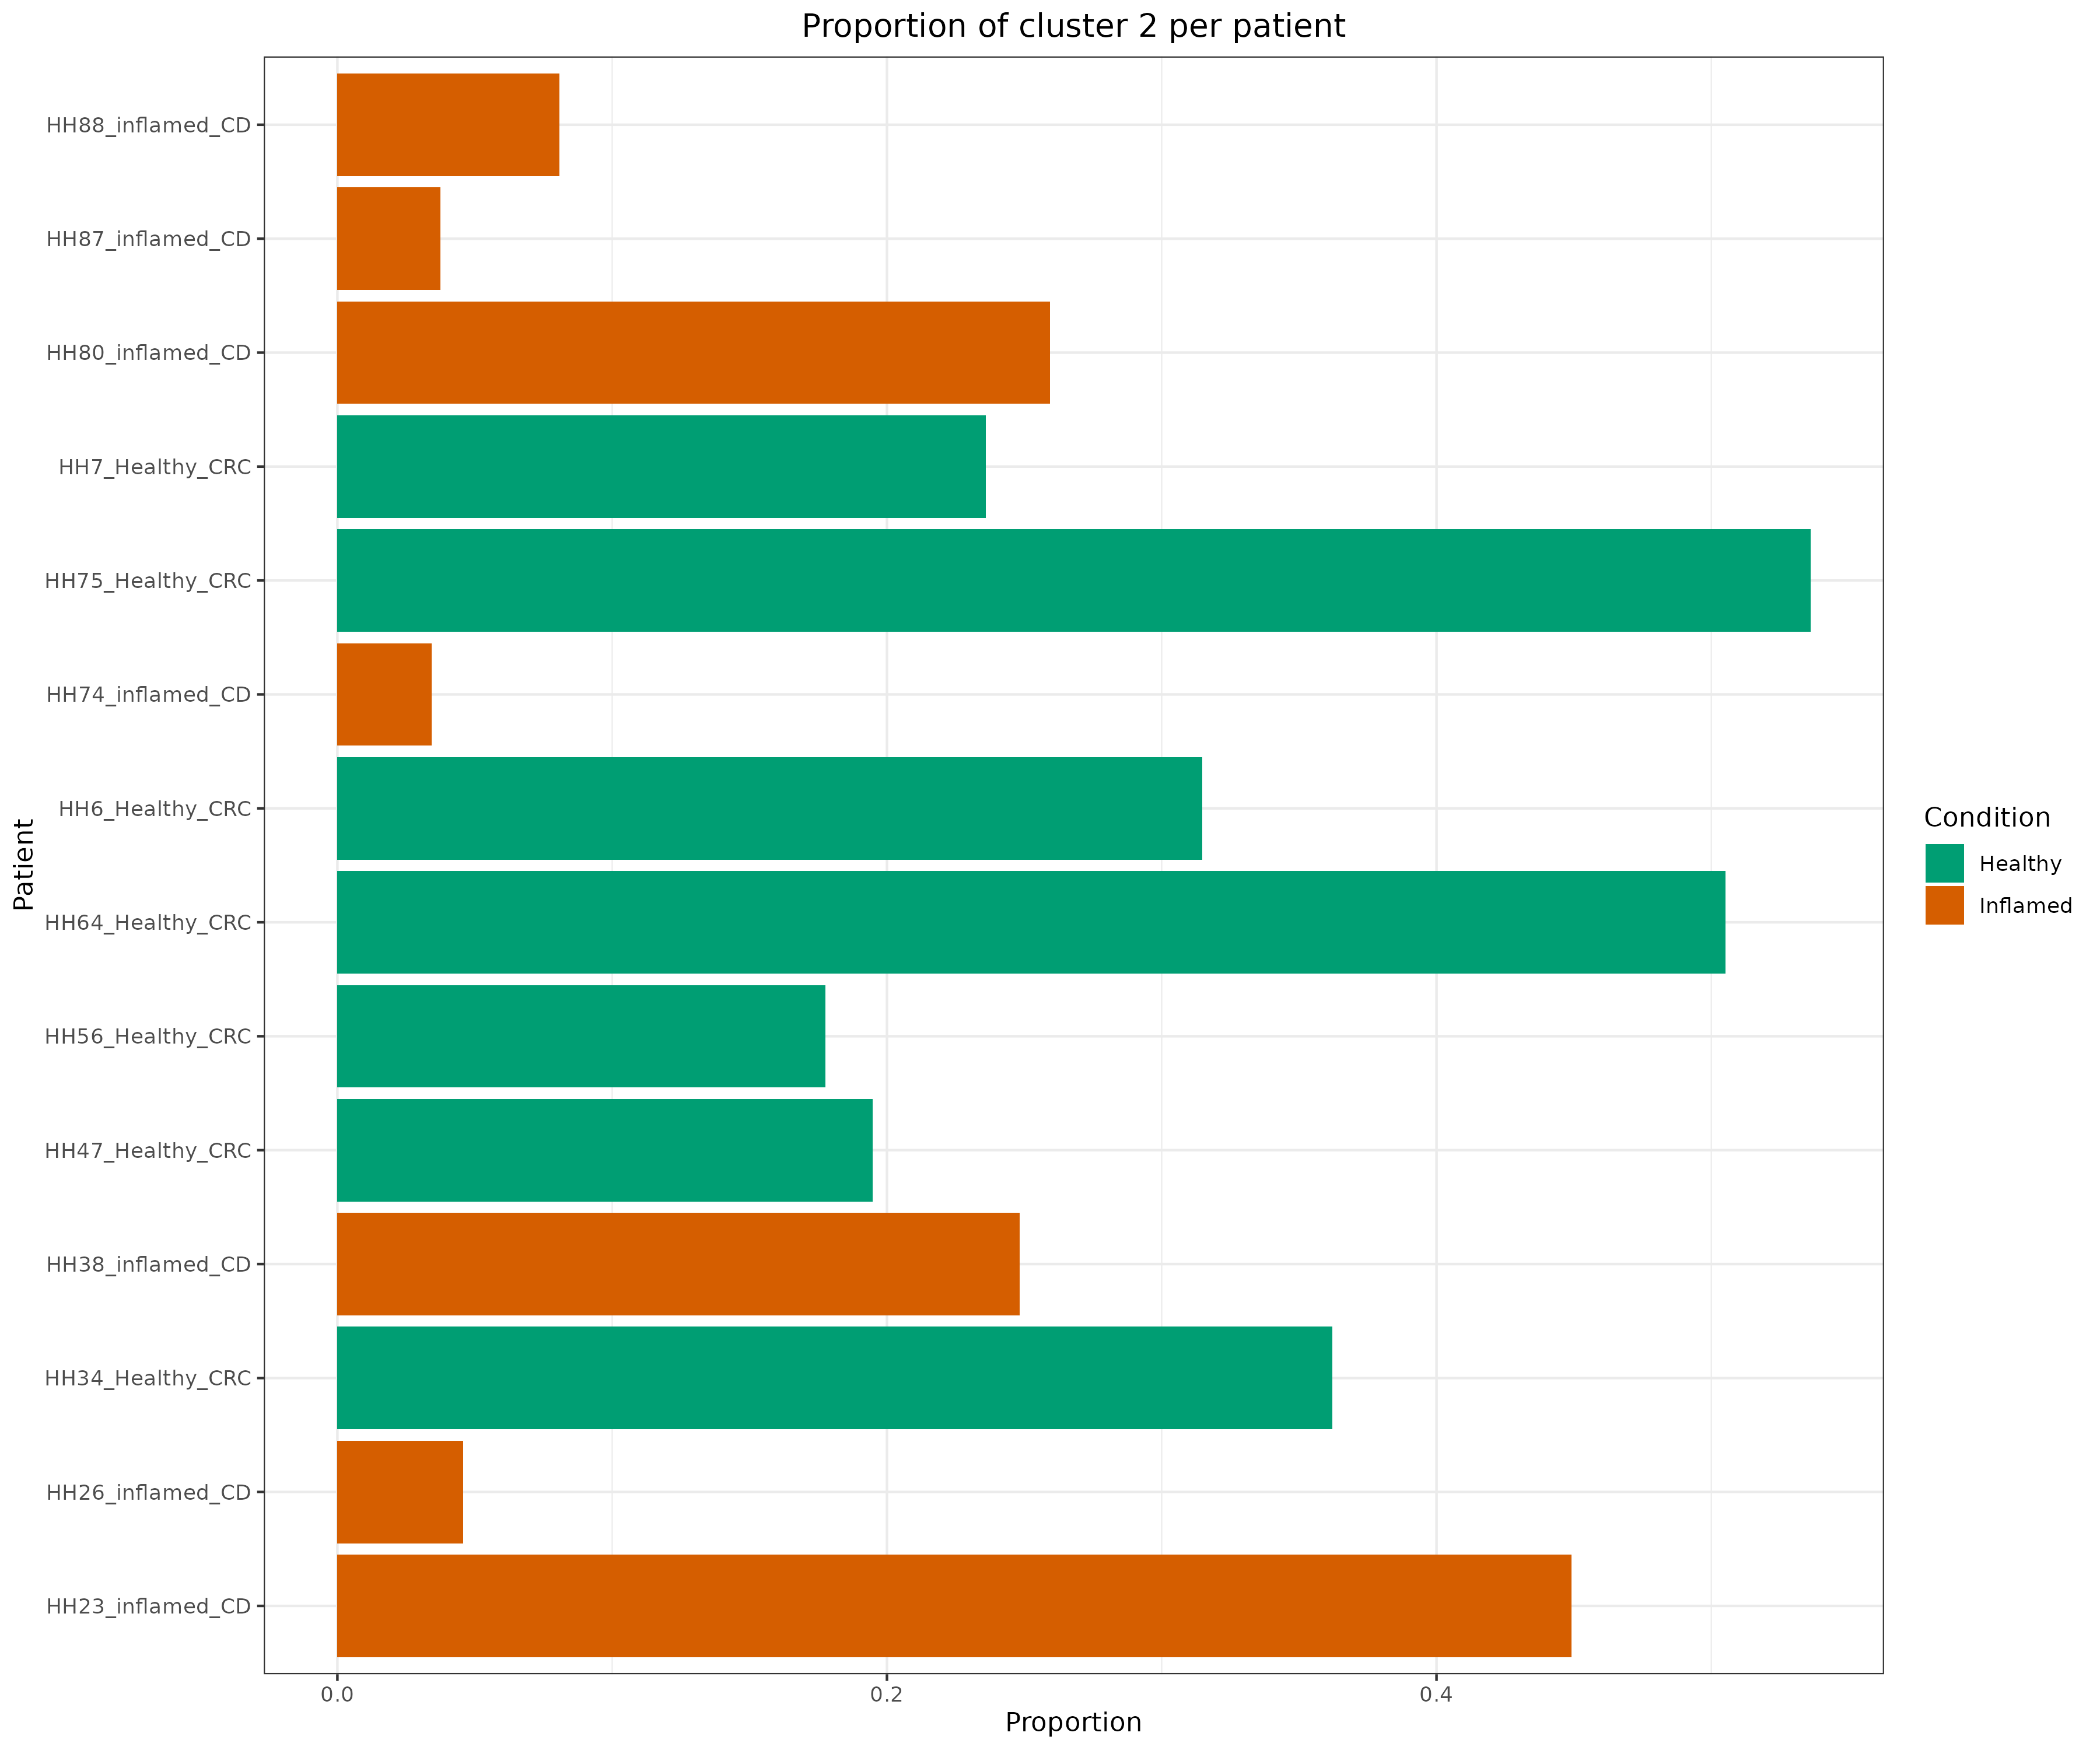 Proportion of cluster 2 per patient
Patient
HH88_inflamed_CD
HH87_inflamed_CD
HH80_inflamed_CD
HH7_Healthy_CRC
HH75_Healthy_CRC
HH74_inflamed_CD
HH6_Healthy_CRC
HH64_Healthy_CRC
HH56_Healthy_CRC
HH47_Healthy_CRC
HH38_inflamed_CD
HH34_Healthy_CRC
HH26_inflamed_CD
HH23_inflamed_CD
0.0 0.2 0.4
Proportion
Condition
Healthy
Inflamed